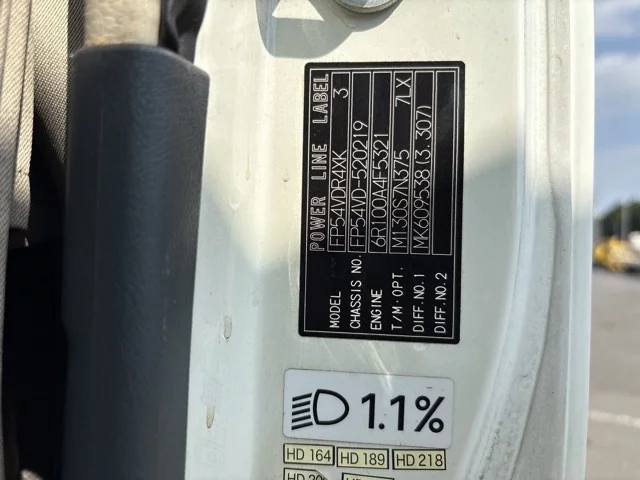 POWER LINE LABEL
MODEL FP54VDR4XK 3
CHASSIS NO. FP54VD-520219
ENGINE 6R100A4F5321
T/M·OPT. M130S7N375 7LX
DIFF.NO.1 MK609538(3.307)
DIFF.NO.2
1.1%
HD 164 HD 189 HD 218